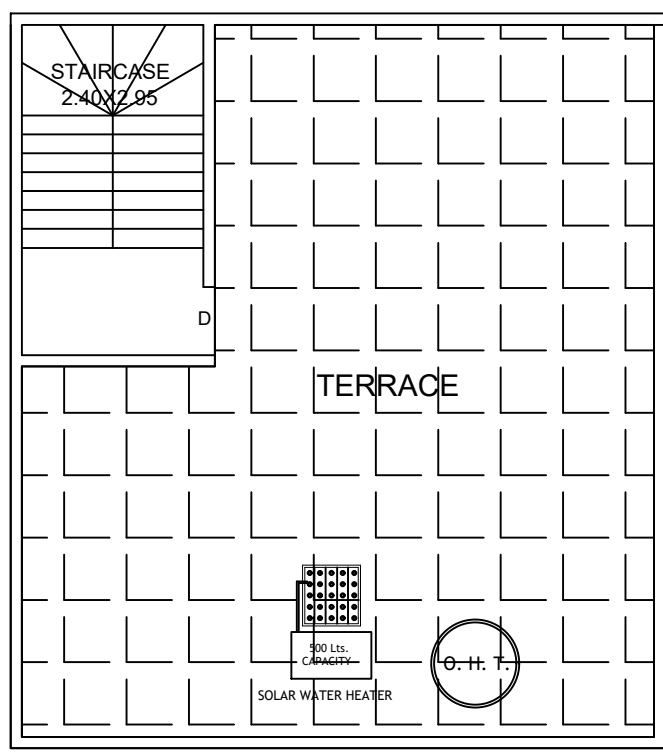 STAIRCASE
2.40X2.95
D
TERRACE
500 Lts.
CAPACITY
O. H. T.
SOLAR WATER HEATER